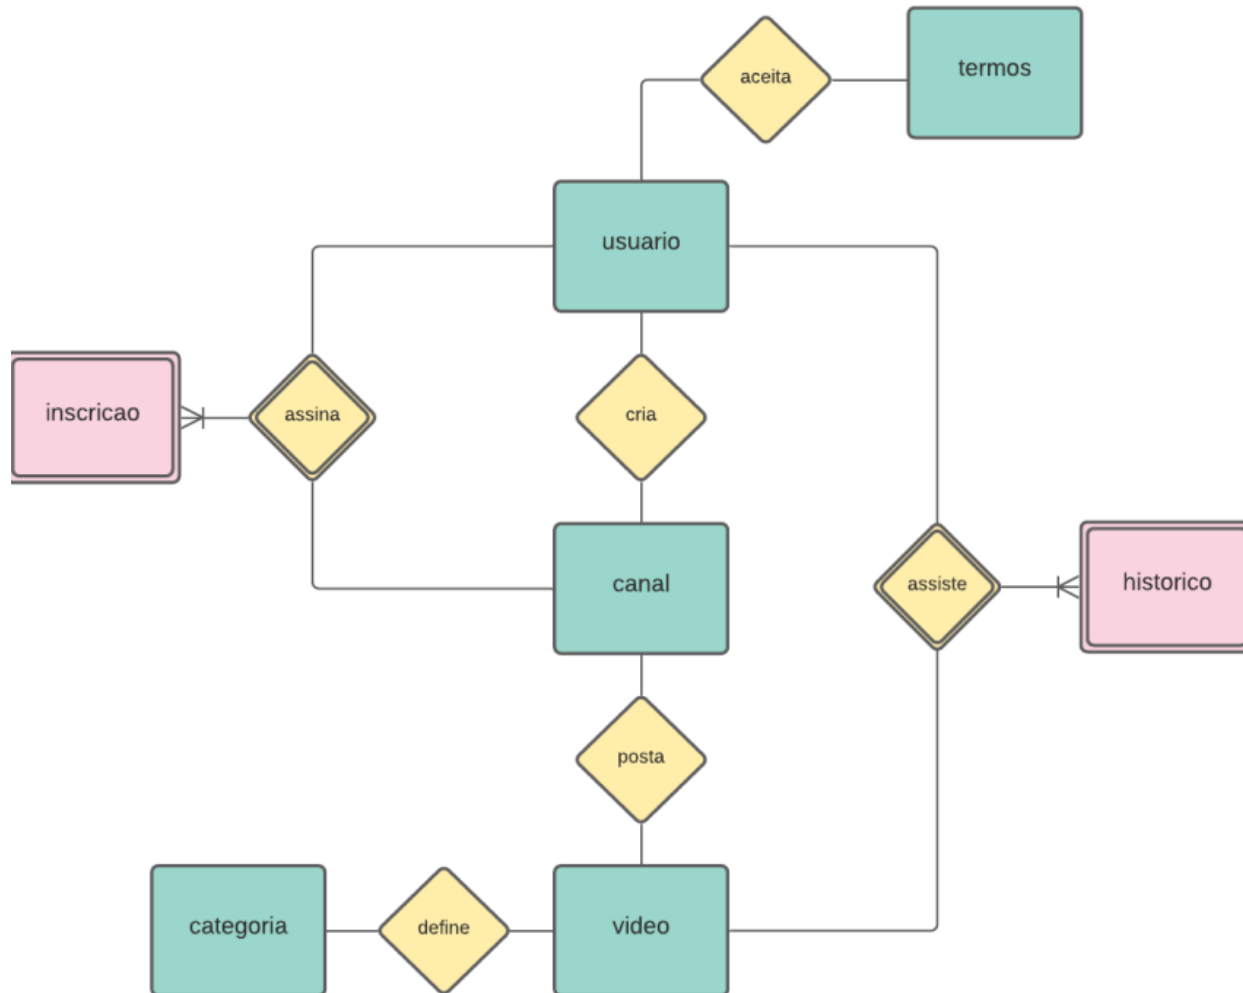 termos
aceita
usuario
inscricao
assina
cria
canal
assiste
historico
posta
categoria
define
video